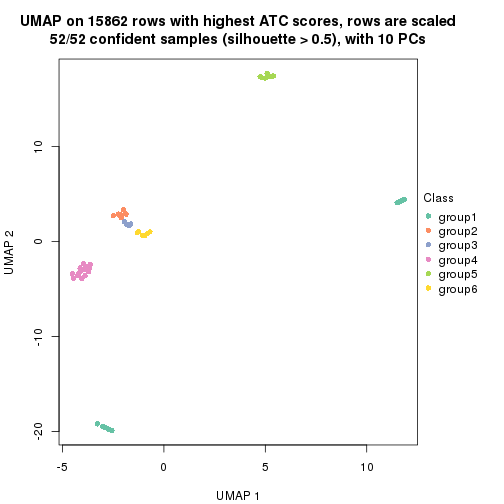 UMAP on 15862 rows with highest ATC scores, rows are scaled
52/52 confident samples (silhouette > 0.5), with 10 PCs
10
0
-10
-20
UMAP 2
-5
0
5
10
UMAP 1
Class
group1
group2
group3
group4
group5
group6